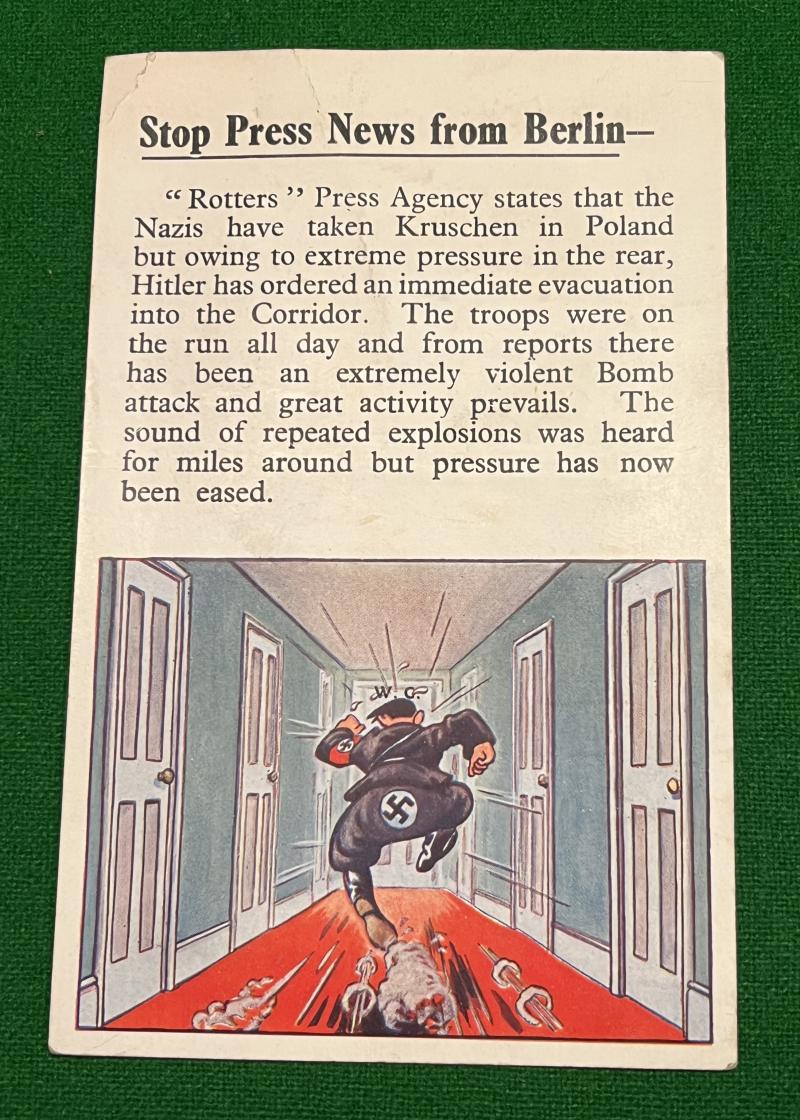 Stop Press News from Berlin—
“Rotters” Press Agency states that the
Nazis have taken Kruschen in Poland
but owing to extreme pressure in the rear,
Hitler has ordered an immediate evacuation
into the Corridor. The troops were on
the run all day and from reports there
has been an extremely violent Bomb
attack and great activity prevails. The
sound of repeated explosions was heard
for miles around but pressure has now
been eased.
W. C.